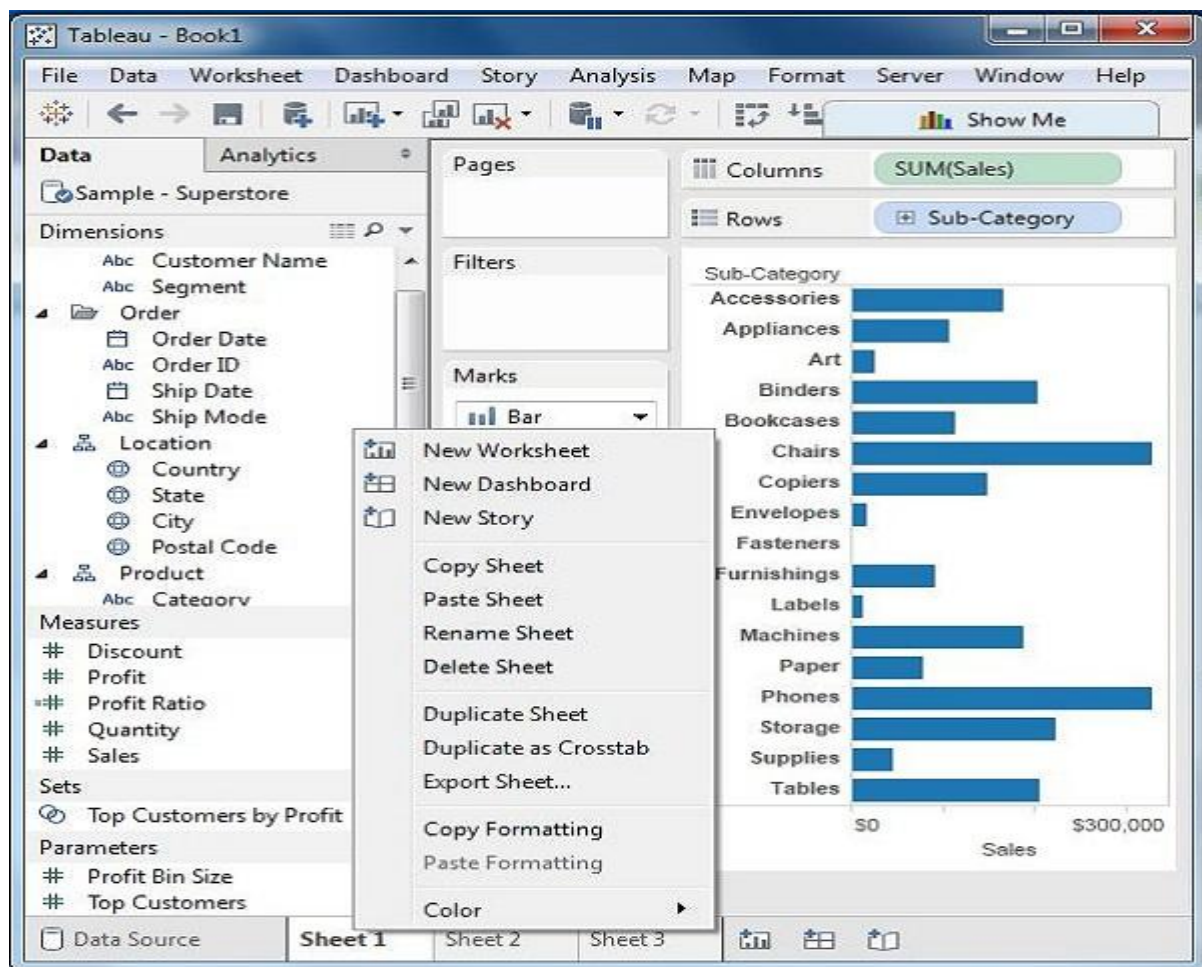 Tableau - Book1
File Data Worksheet Dashboard Story Analysis Map Format Server Window Help
Show Me
Data Analytics
Sample - Superstore
Dimensions
Abc Customer Name
Abc Segment
Order
Order Date
Abc Order ID
Ship Date
Abc Ship Mode
Location
Country
State
City
Postal Code
Product
Abc Category
Measures
# Discount
# Profit
=# Profit Ratio
# Quantity
# Sales
Sets
Top Customers by Profit
Parameters
# Profit Bin Size
# Top Customers
Pages
Filters
Marks
Bar
Columns SUM(Sales)
Rows Sub-Category
Sub-Category
Accessories
Appliances
Art
Binders
Bookcases
Chairs
Copiers
Envelopes
Fasteners
Furnishings
Labels
Machines
Paper
Phones
Storage
Supplies
Tables
$0 $300,000
Sales
New Worksheet
New Dashboard
New Story
Copy Sheet
Paste Sheet
Rename Sheet
Delete Sheet
Duplicate Sheet
Duplicate as Crosstab
Export Sheet...
Copy Formatting
Paste Formatting
Color
Data Source Sheet 1 Sheet 2 Sheet 3